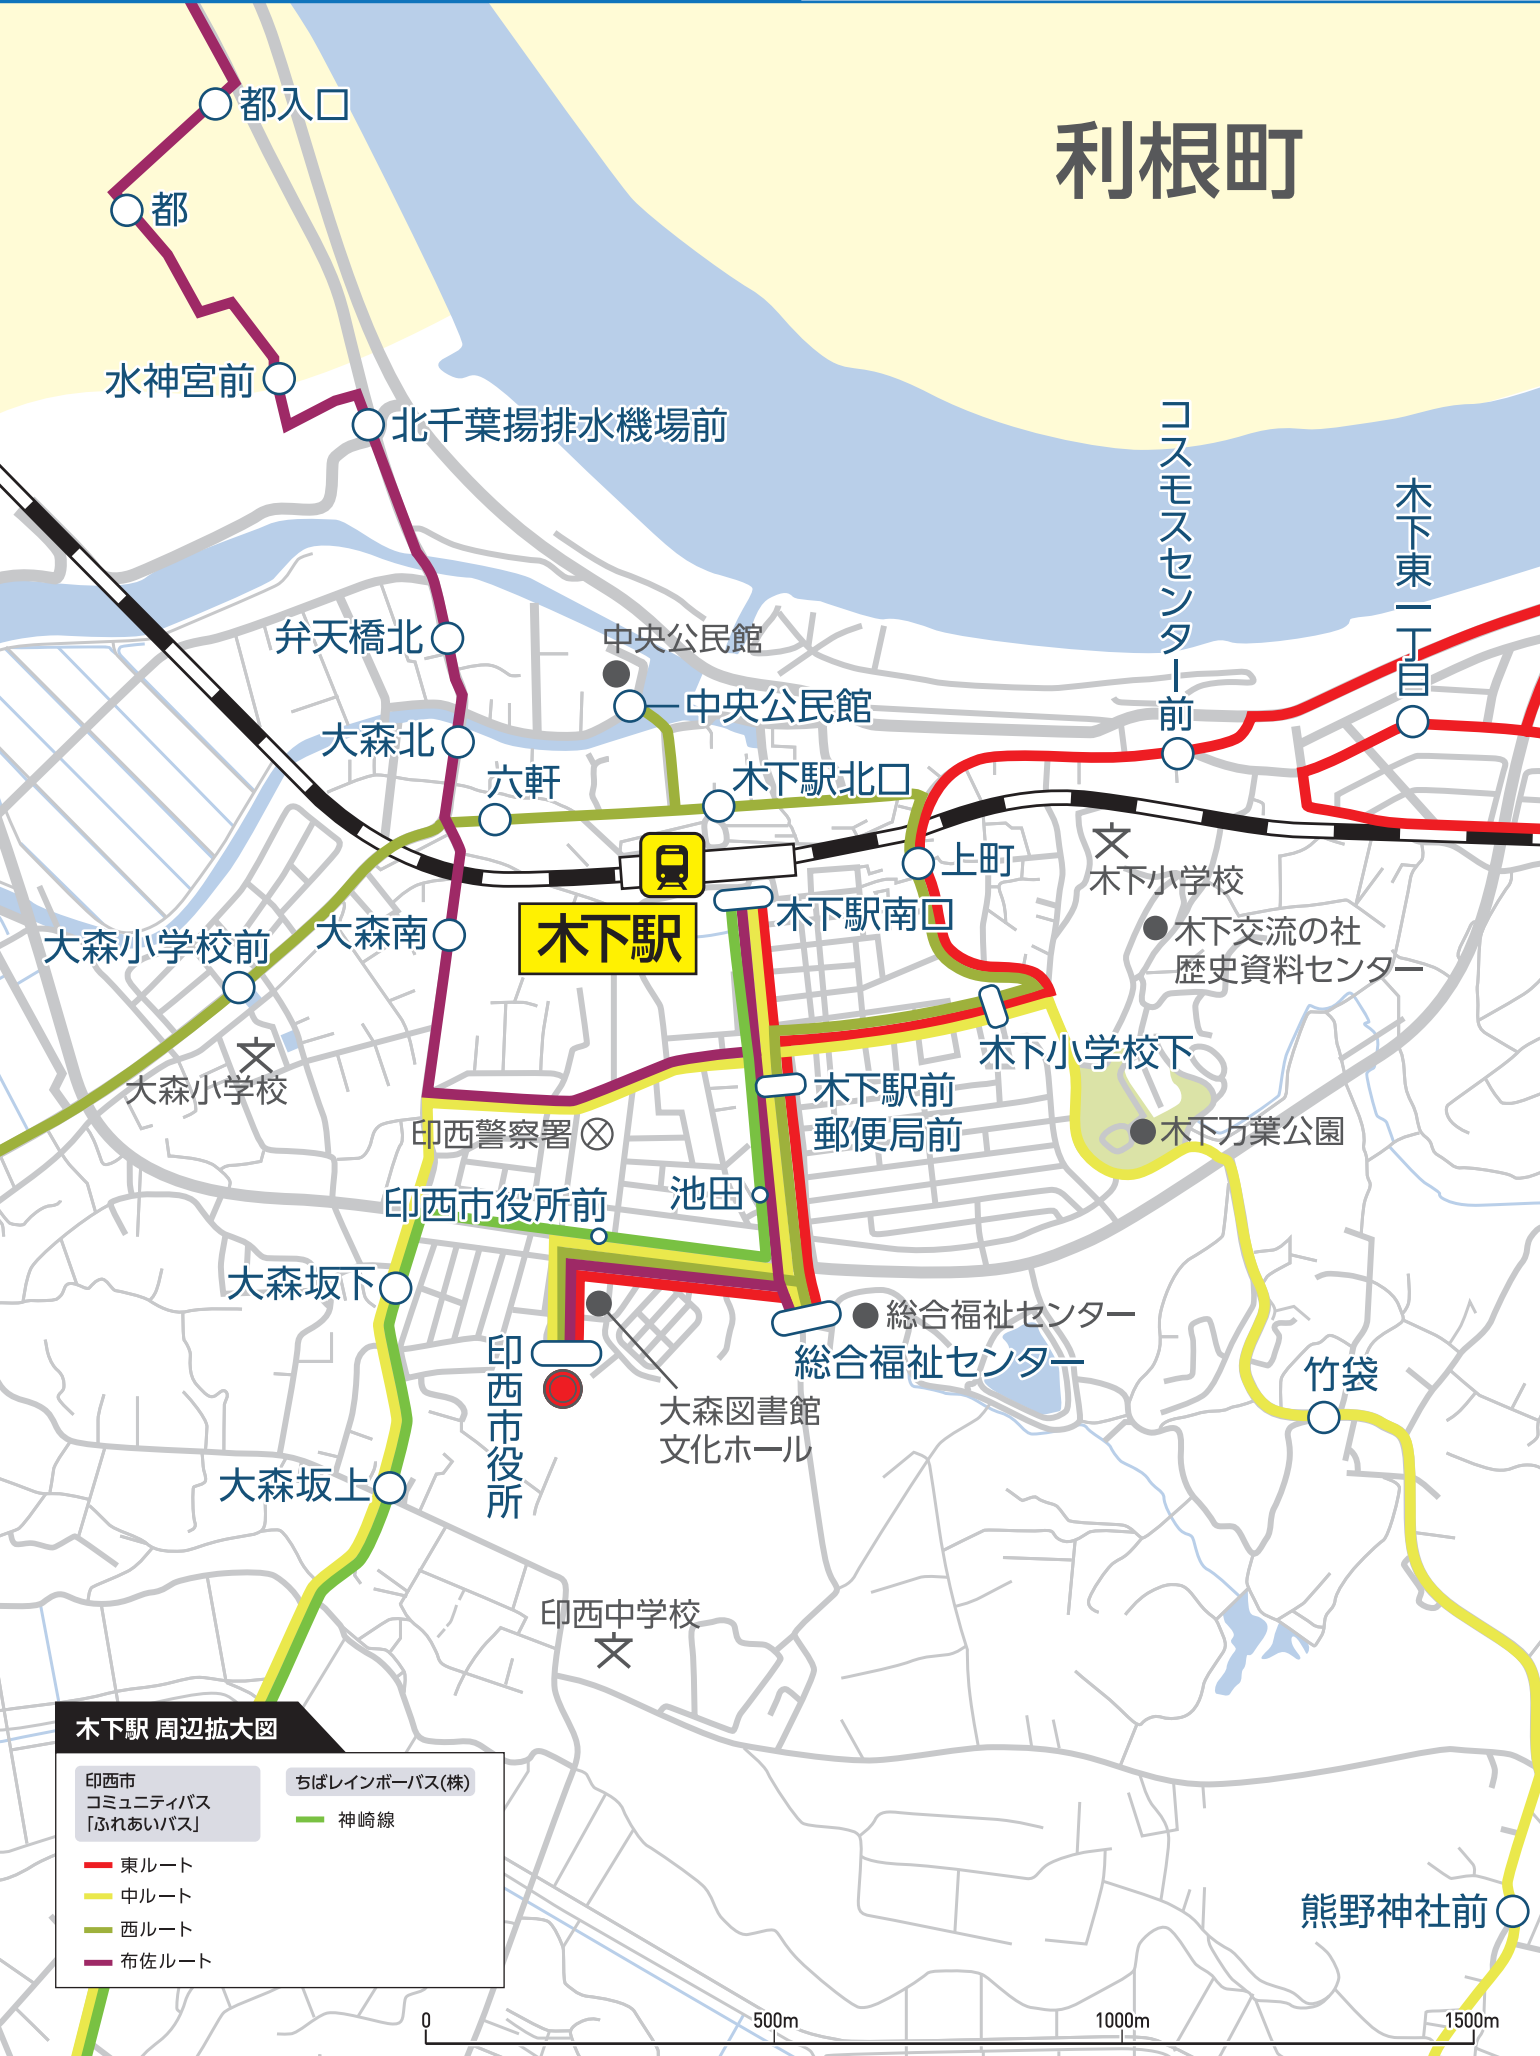 都入口
利根町
都
水神宮前
北千葉揚排水機場前
コスモスセンター前
木下東一丁目
弁天橋北
中央公民館
中央公民館
大森北
六軒
木下駅北口
上町
木下小学校
木下駅南口
木下駅
大森南
大森小学校前
木下交流の杜
歴史資料センター
大森小学校
木下小学校下
木下駅前
郵便局前
印西警察署
木下万葉公園
池田
印西市役所前
大森坂下
総合福祉センター
総合福祉センター
印西市役所
竹袋
大森図書館
文化ホール
大森坂上
印西中学校
木下駅 周辺拡大図
印西市
コミュニティバス
「ふれあいバス」
ちばレインボーバス(株)
神崎線
東ルート
中ルート
西ルート
布佐ルート
熊野神社前
0
500m
1000m
1500m